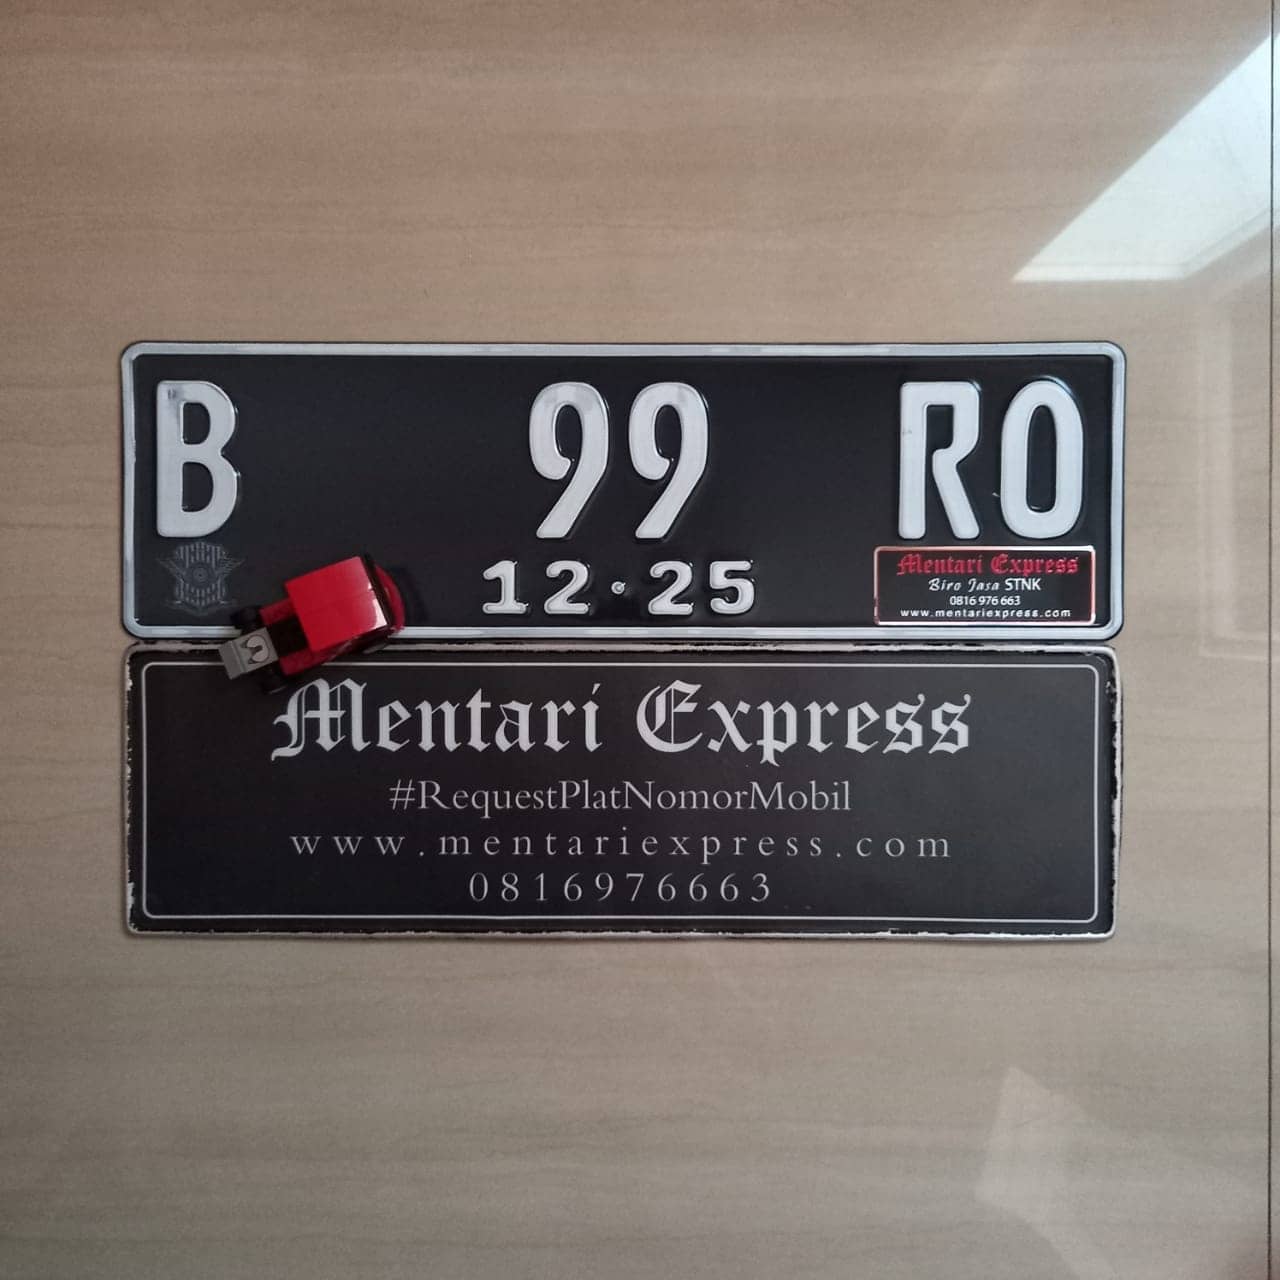 B 99 RO
12·25
Mentari Express
Biro Jasa STNK
0816 976 663
www.mentariexpress.com
Mentari Express
#RequestPlatNomorMobil
www.mentariexpress.com
0816976663